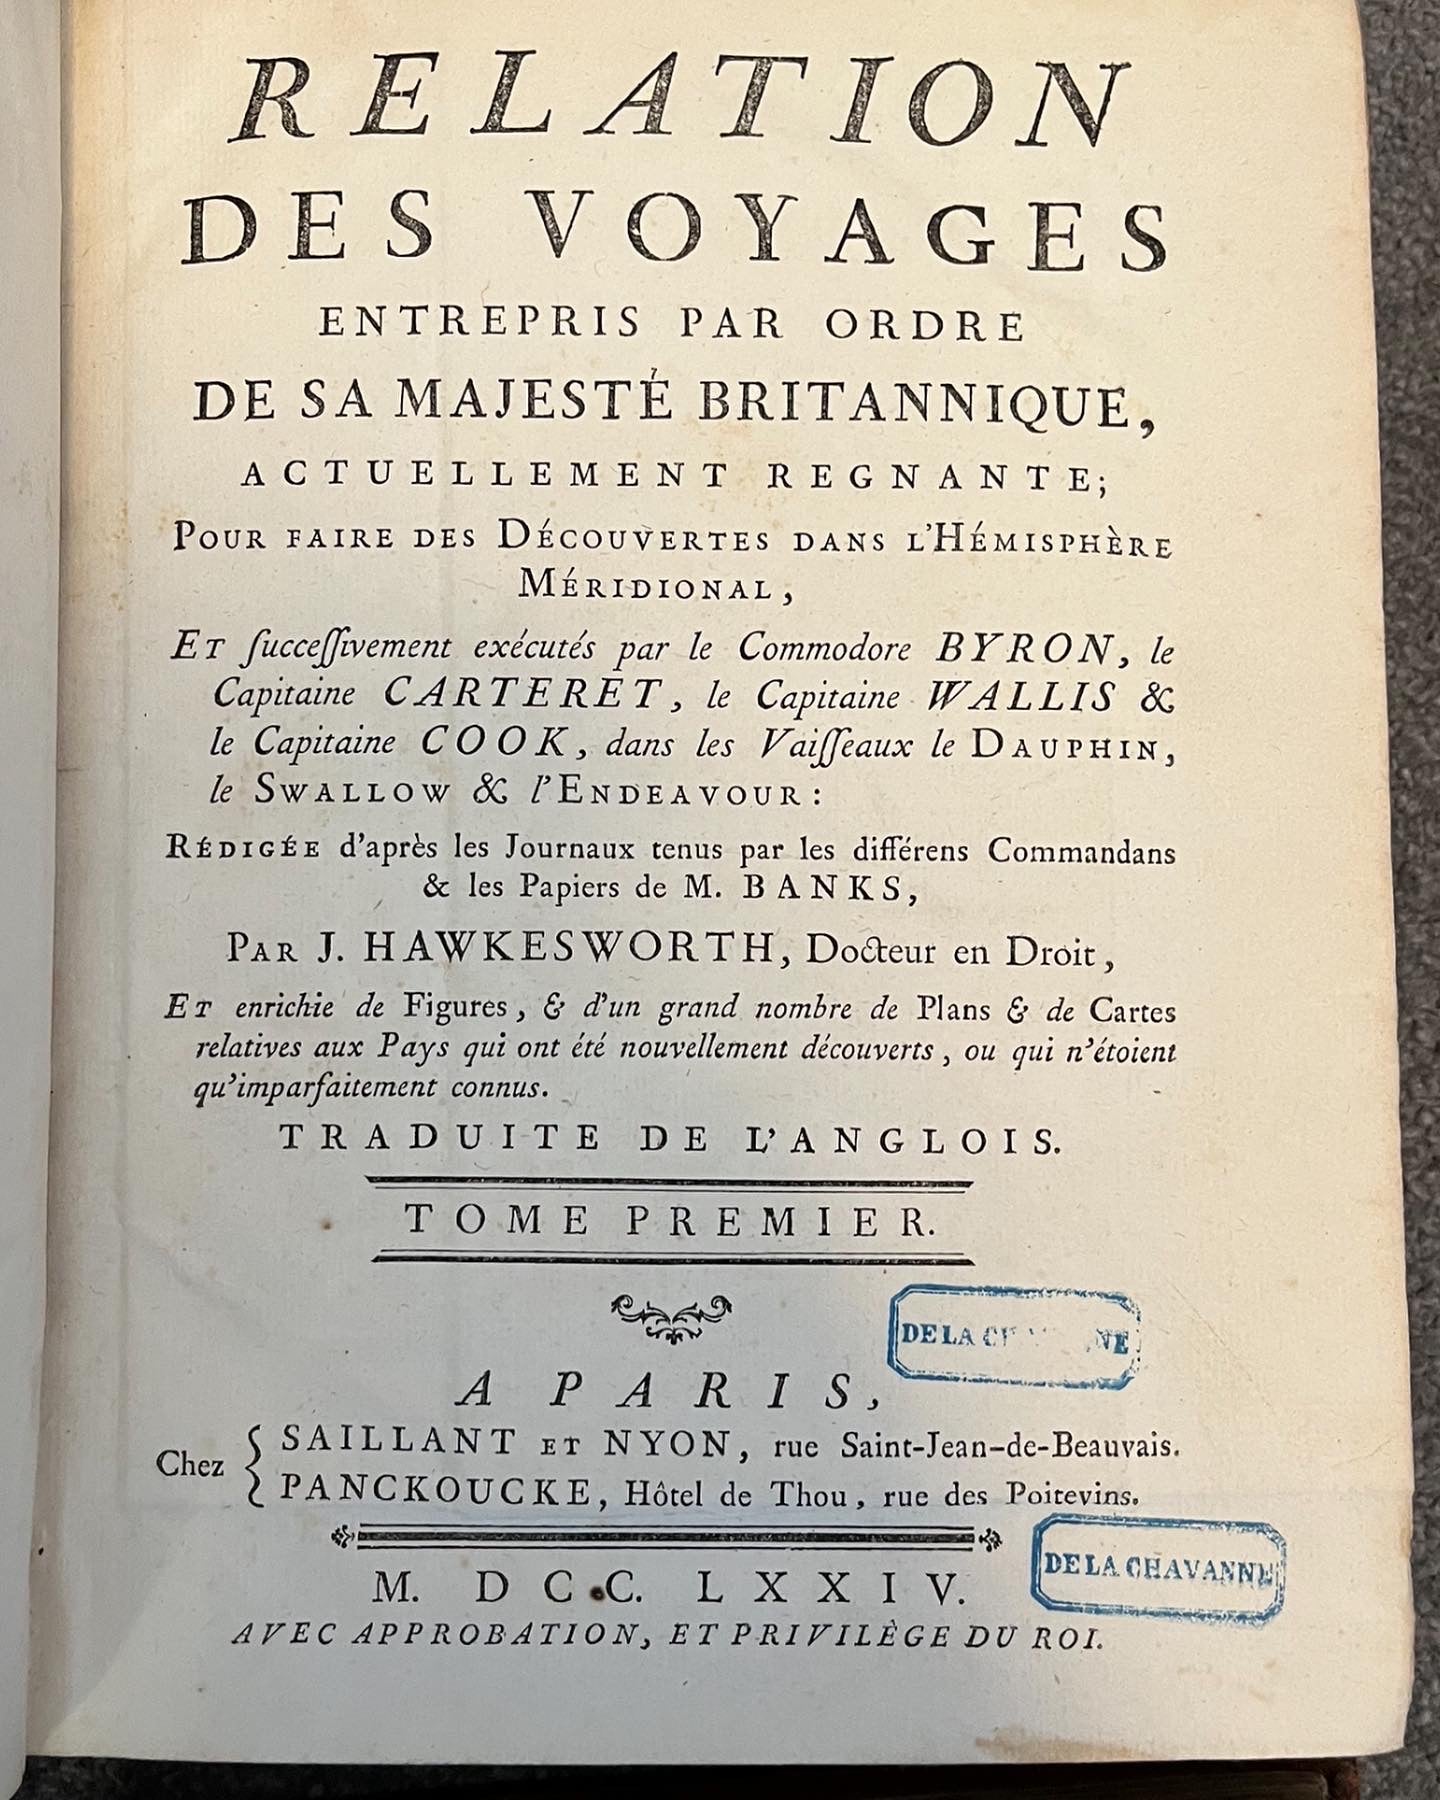 RELATION
DES VOYAGES
ENTREPRIS PAR ORDRE
DE SA MAJESTÉ BRITANNIQUE,
ACTUELLEMENT REGNANTE;
POUR FAIRE DES DÉCOUVERTES DANS L'HÉMISPHÈRE
MÉRIDIONAL,
ET ſucceſſivement exécutés par le Commodore BYRON, le
Capitaine CARTERET, le Capitaine WALLIS &
le Capitaine COOK, dans les Vaiſſeaux le DAUPHIN,
le SWALLOW & l'ENDEAVOUR:
RÉDIGÉE d'après les Journaux tenus par les différens Commandans
& les Papiers de M. BANKS,
PAR J. HAWKESWORTH, Docteur en Droit,
ET enrichie de Figures, & d'un grand nombre de Plans & de Cartes
relatives aux Pays qui ont été nouvellement découverts, ou qui n'étoient
qu'imparfaitement connus.
TRADUITE DE L'ANGLOIS.
TOME PREMIER.
DE LA
A PARIS,
Chez { SAILLANT ET NYON, rue Saint-Jean-de-Beauvais.
PANCKOUCKE, Hôtel de Thou, rue des Poitevins.
DE LA CHAVANNE
M. DCC. LXXIV.
AVEC APPROBATION, ET PRIVILÈGE DU ROI.